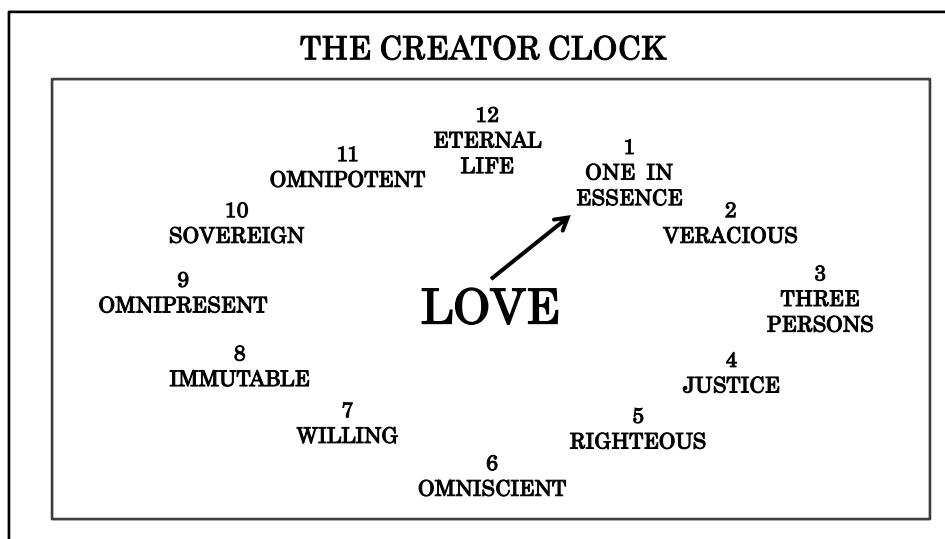 THE CREATOR CLOCK
12
ETERNAL
LIFE
1
ONE IN
ESSENCE
2
VERACIOUS
3
THREE
PERSONS
4
JUSTICE
5
RIGHTEOUS
6
OMNISCIENT
7
WILLING
8
IMMUTABLE
9
OMNIPRESENT
10
SOVEREIGN
11
OMNIPOTENT
LOVE